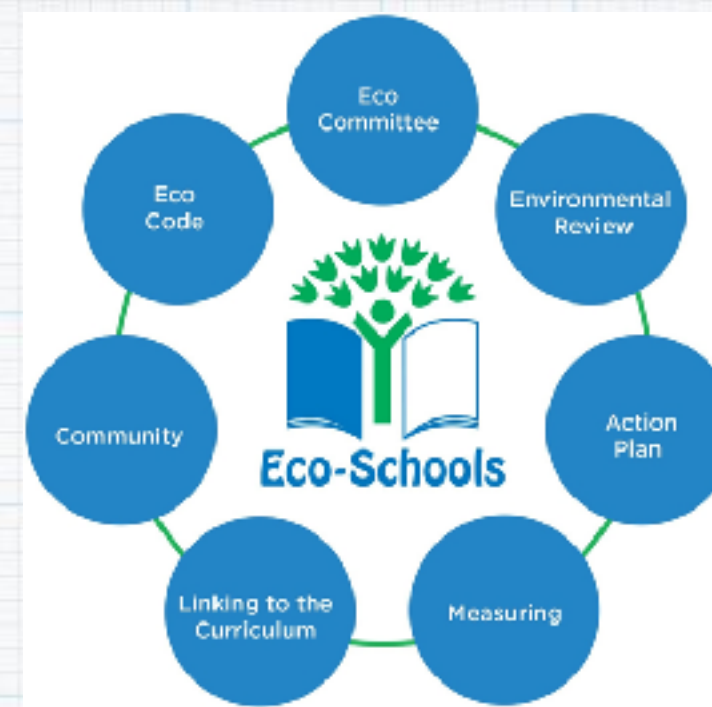 Eco
Committee
Environmental
Review
Action
Plan
Measuring
Linking to the
Curriculum
Community
Eco
Code
Eco-Schools